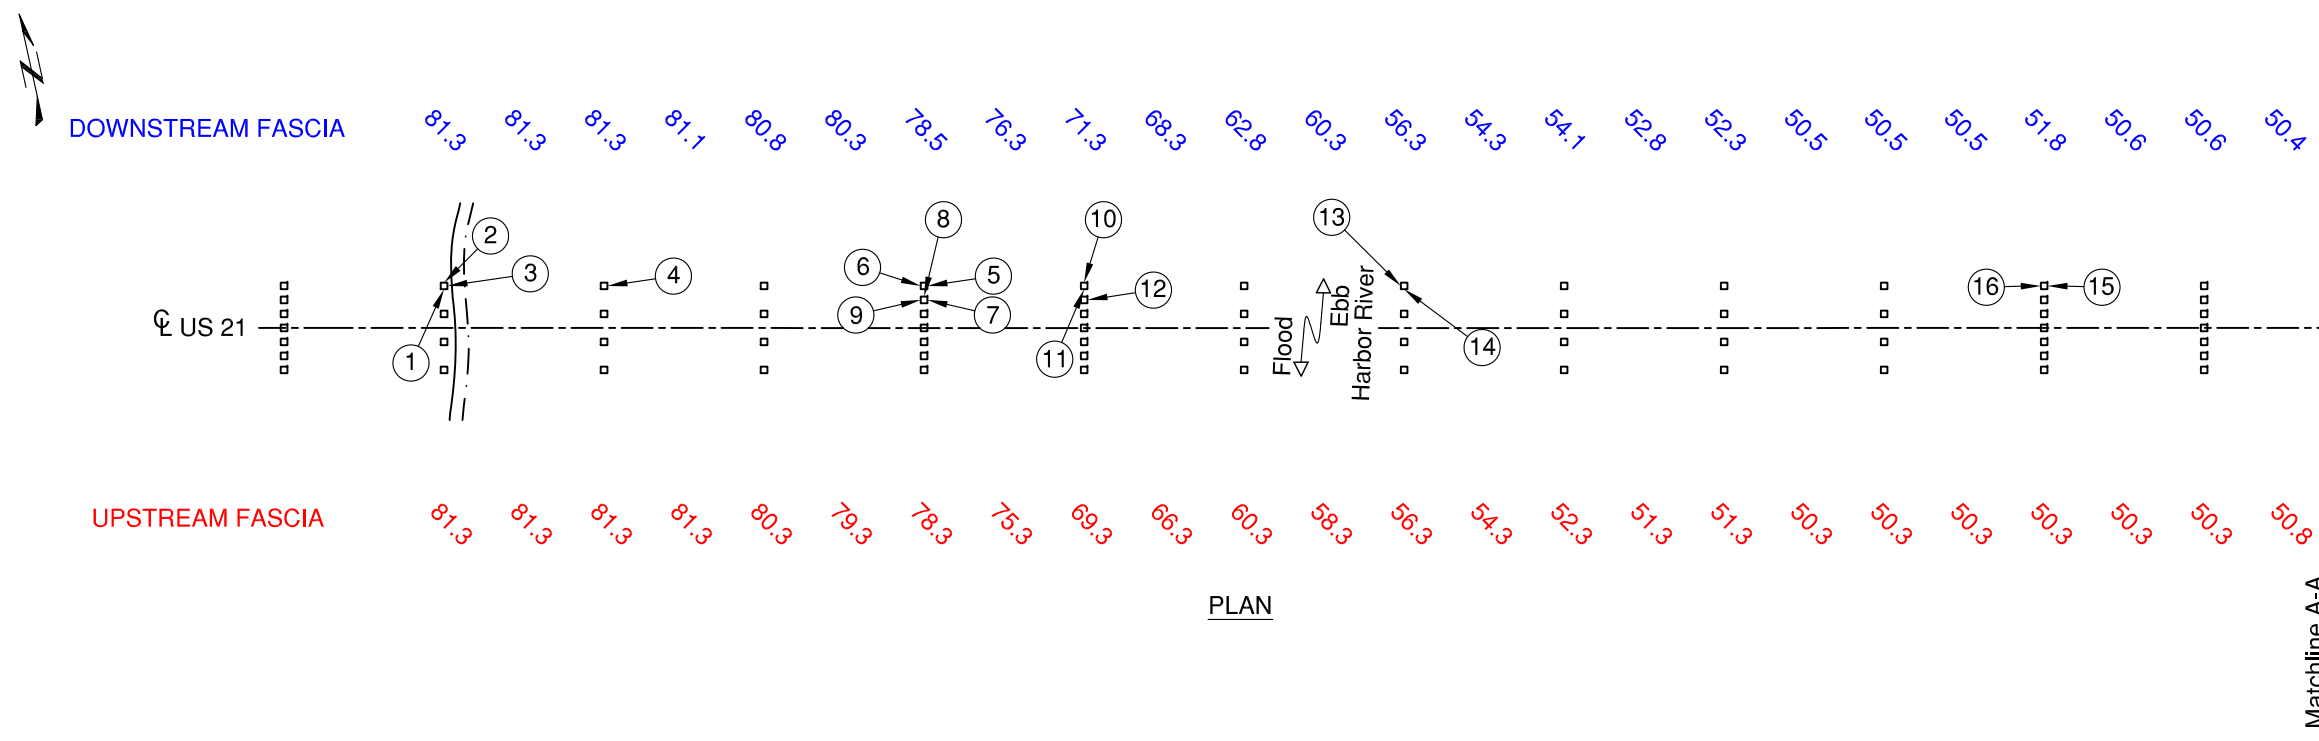 N
DOWNSTREAM FASCIA 81.3 81.3 81.3 81.1 80.8 80.3 78.5 76.3 71.3 68.3 62.8 60.3 56.3 54.3 54.1 52.8 52.3 50.5 50.5 50.5 51.8 50.6 50.6 50.4
2 3 4 6 8 5 10 12 13 16 15
9 7
℄ US 21
1 11 14
Flood
Ebb
Harbor River
UPSTREAM FASCIA 81.3 81.3 81.3 81.3 80.3 79.3 78.3 75.3 69.3 66.3 60.3 58.3 56.3 54.3 52.3 51.3 51.3 50.3 50.3 50.3 50.3 50.3 50.3 50.8
PLAN
Matchline A-A